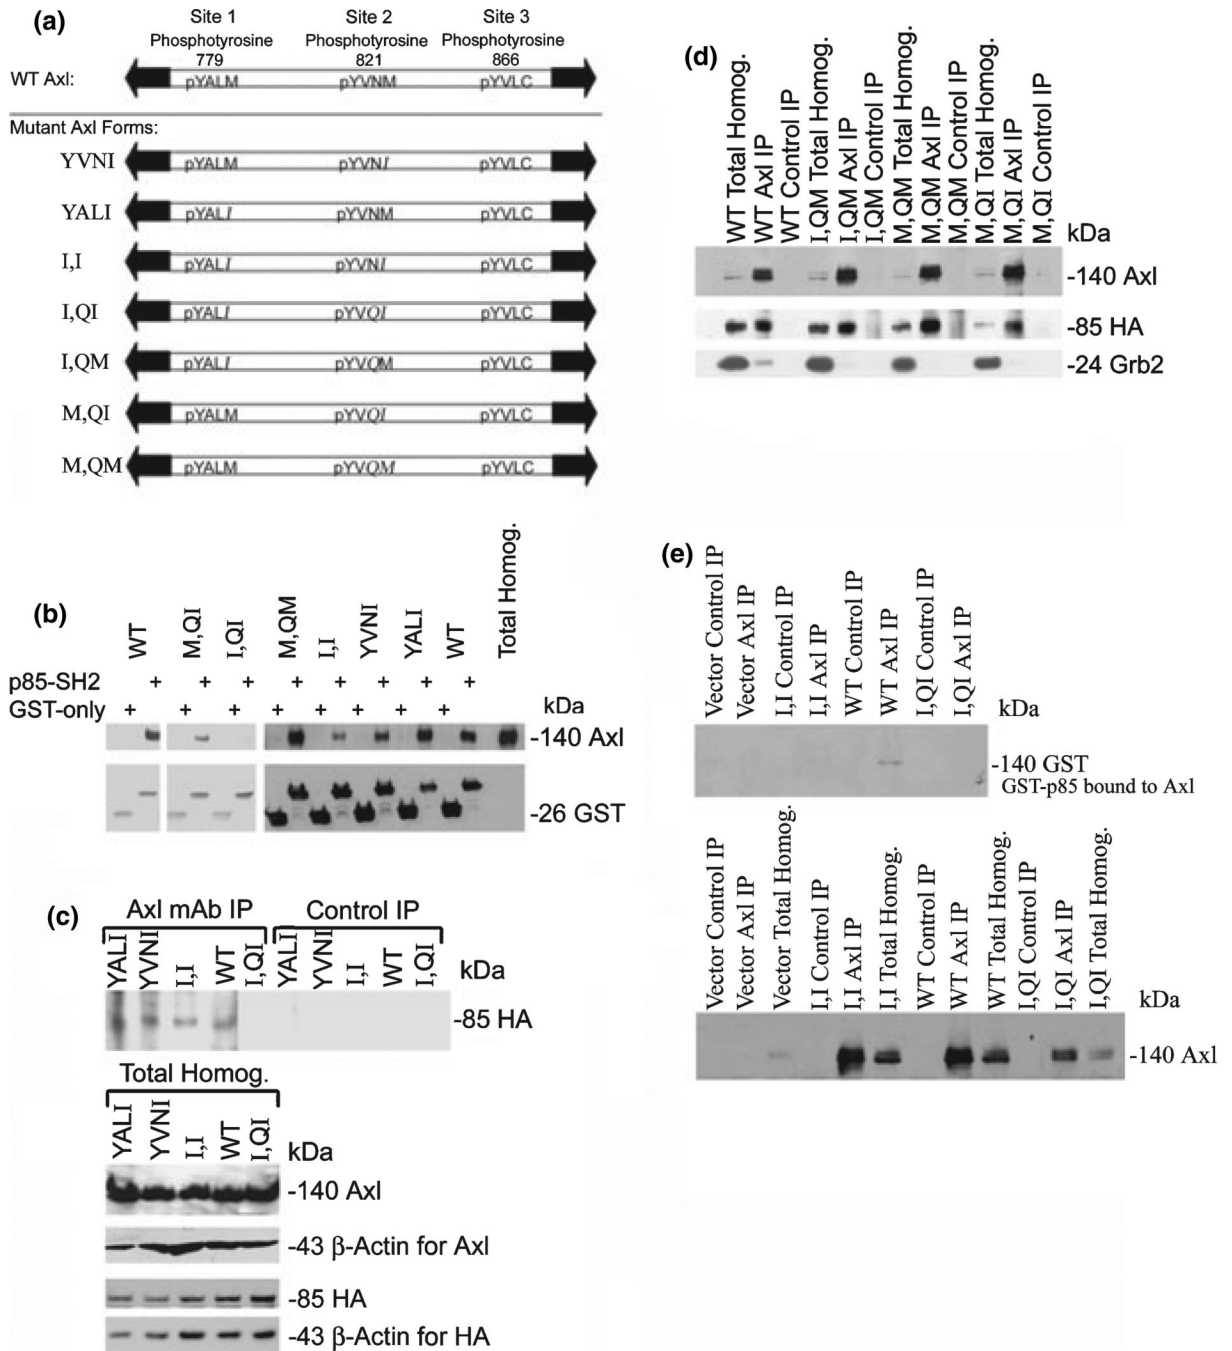 (a)
Site 1 Site 2 Site 3
Phosphotyrosine Phosphotyrosine Phosphotyrosine
779 821 866
WT Axl: pYALM pYVNM pYVLC
Mutant Axl Forms:
YVNI pYALM pYVNI pYVLC
YALI pYALI pYVNM pYVLC
I,I pYALI pYVNI pYVLC
I,QI pYALI pYVQI pYVLC
I,QM pYALI pYVQM pYVLC
M,QI pYALM pYVQI pYVLC
M,QM pYALM pYVQM pYVLC
(b)
WT M,QI I,QI M,QM I,I YVNI YALI WT Total Homog.
p85-SH2 + + + + + + + +
GST-only + + + + + + + + kDa
-140 Axl
-26 GST
(c)
Axl mAb IP Control IP
YALI YVNI I,I WT I,QI YALI YVNI I,I WT I,QI kDa
-85 HA
Total Homog.
YALI YVNI I,I WT I,QI kDa
-140 Axl
-43 β-Actin for Axl
-85 HA
-43 β-Actin for HA
(d)
WT Total Homog.
WT Axl IP
WT Control IP
I,QM Total Homog.
I,QM Axl IP
I,QM Control IP
M,QM Total Homog.
M,QM Axl IP
M,QM Control IP
M,QI Total Homog.
M,QI Axl IP
M,QI Control IP
kDa
-140 Axl
-85 HA
-24 Grb2
(e)
Vector Control IP
Vector Axl IP
I,I Control IP
I,I Axl IP
WT Control IP
WT Axl IP
I,QI Control IP
I,QI Axl IP
kDa
-140 GST
GST-p85 bound to Axl
Vector Control IP
Vector Axl IP
Vector Total Homog.
I,I Control IP
I,I Axl IP
I,I Total Homog.
WT Control IP
WT Axl IP
WT Total Homog.
I,QI Control IP
I,QI Axl IP
I,QI Total Homog.
kDa
-140 Axl